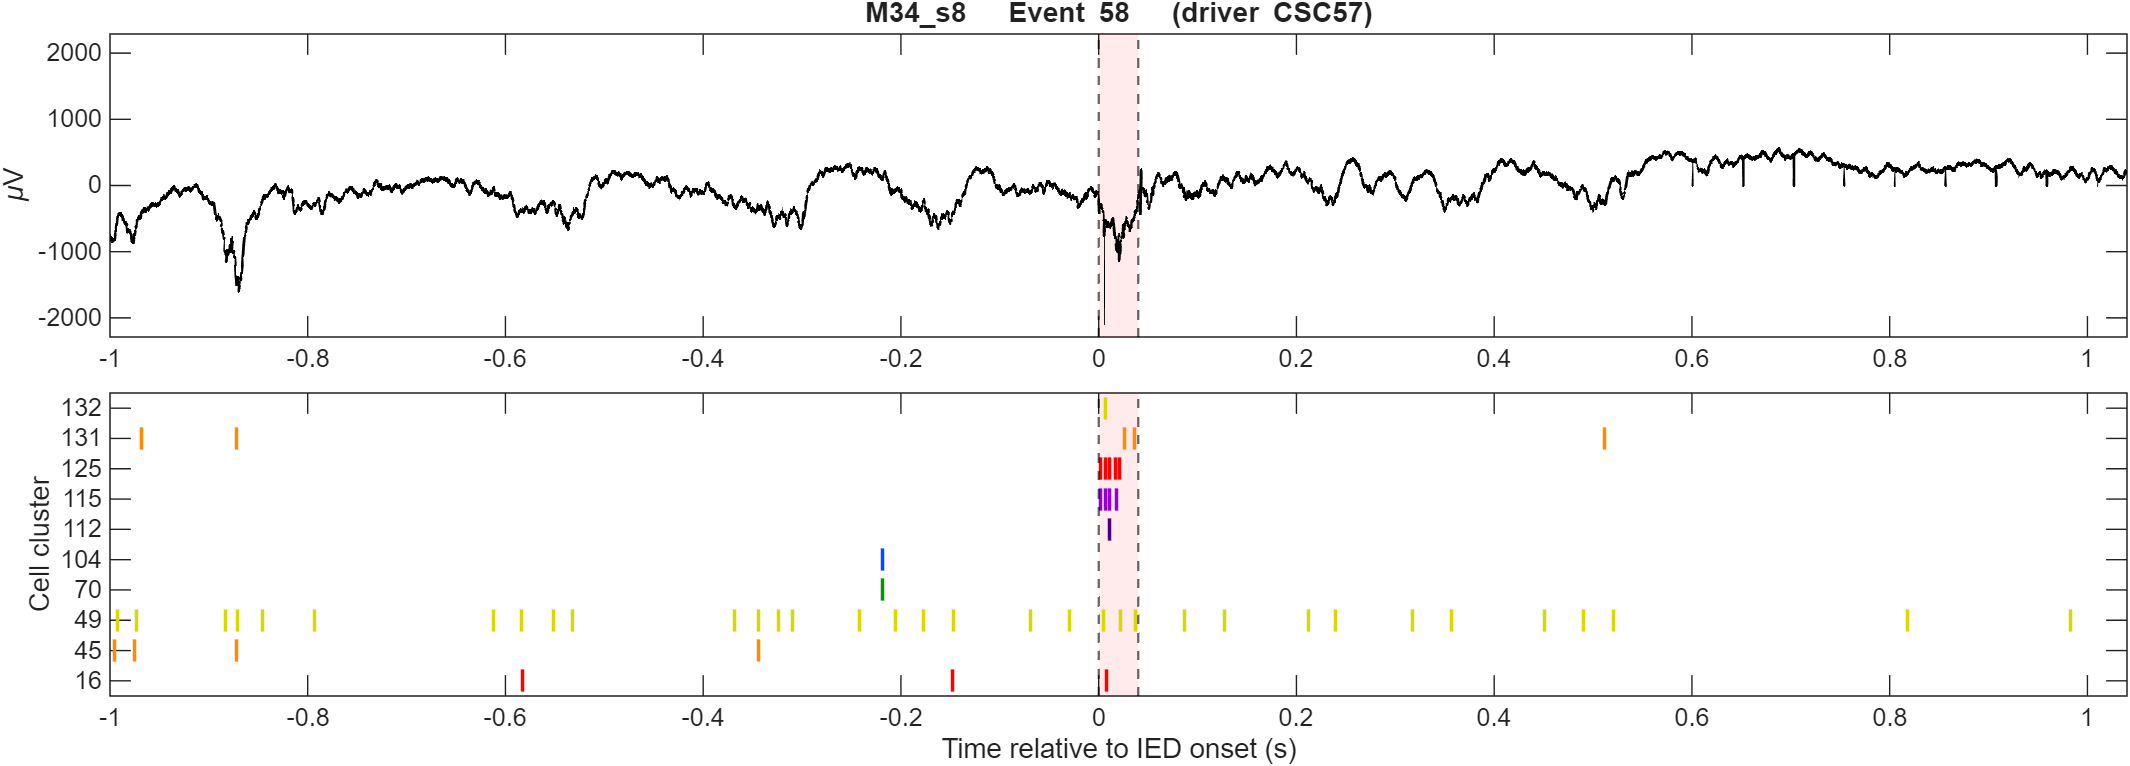 M34_s8 Event 58 (driver CSC57)
2000
1000
0
-1000
-2000
µV
-1 -0.8 -0.6 -0.4 -0.2 0 0.2 0.4 0.6 0.8 1
132
131
125
115
112
104
70
49
45
16
Cell cluster
-1 -0.8 -0.6 -0.4 -0.2 0 0.2 0.4 0.6 0.8 1
Time relative to IED onset (s)